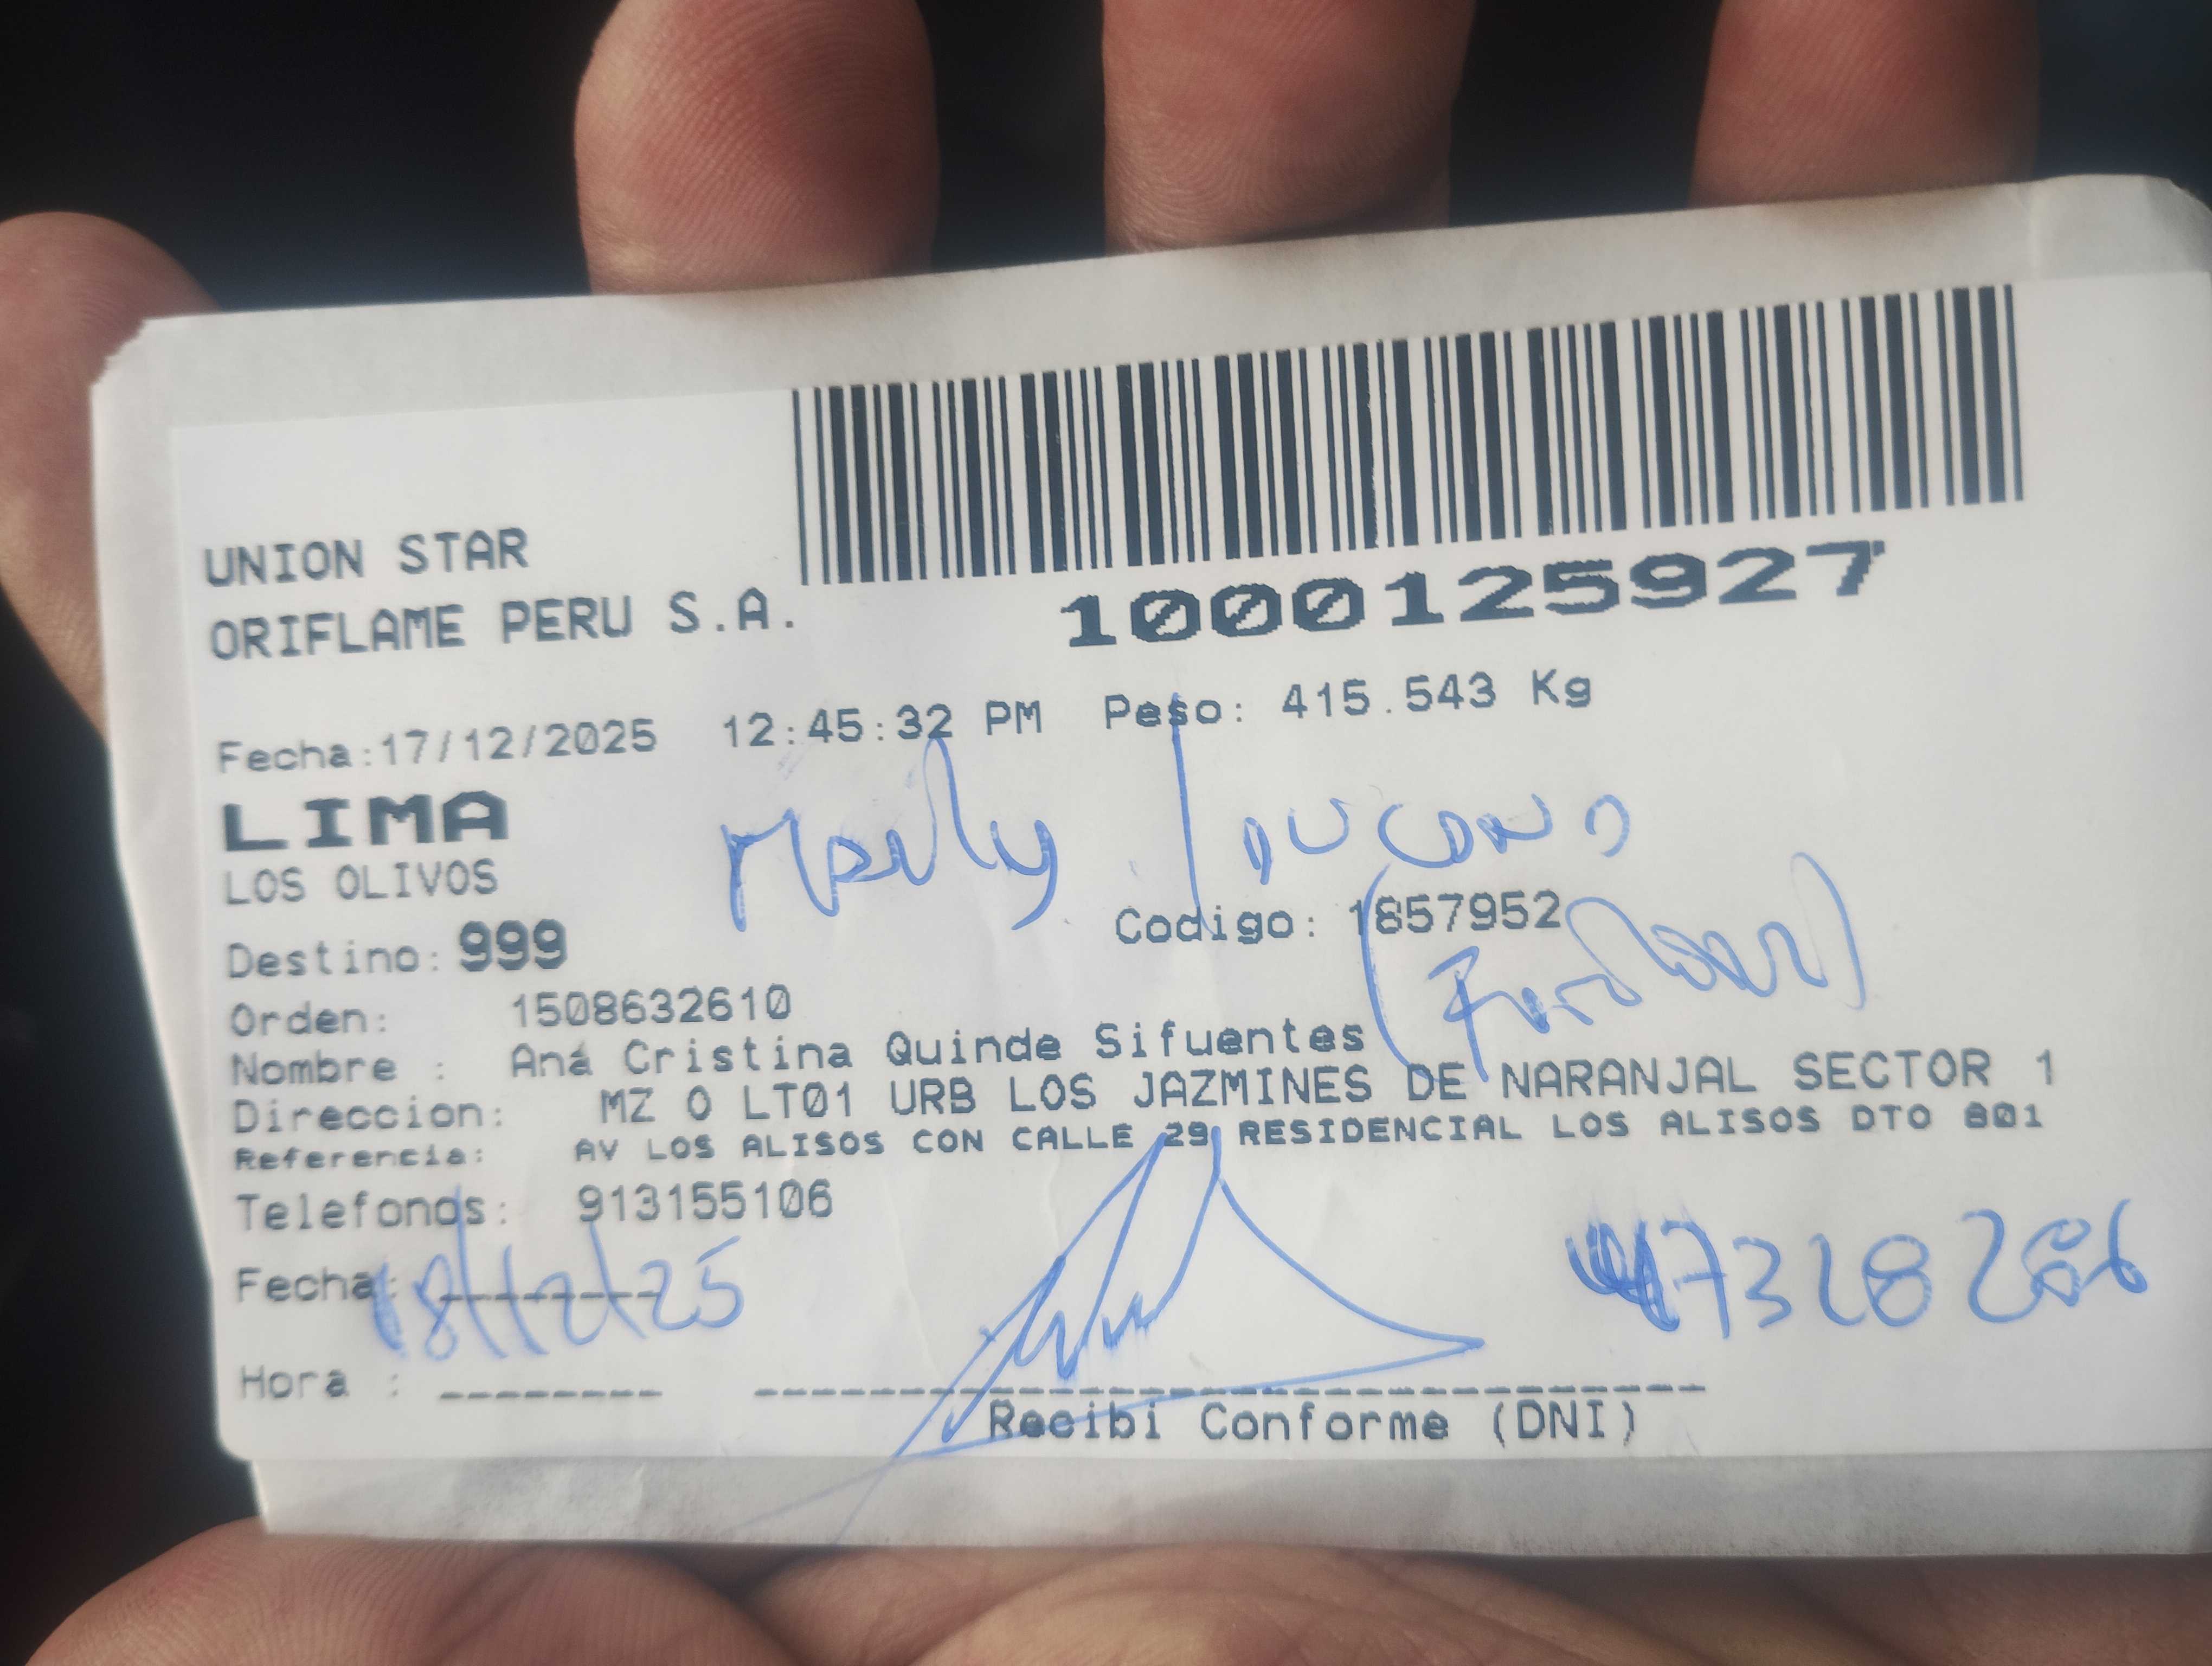 UNION STAR
ORIFLAME PERU S.A.
1000125927
Fecha:17/12/2025 12:45:32 PM Peso: 415.543 Kg
LIMA
LOS OLIVOS
Codigo: 1857952
Destino: 999
Orden: 1508632610
Nombre : Aná Cristina Quinde Sifuentes
Direccion: MZ O LT01 URB LOS JAZMINES DE NARANJAL SECTOR 1
Referencia: AV LOS ALISOS CON CALLE 29 RESIDENCIAL LOS ALISOS DTO 801
Telefonos: 913155106
Fecha: 18/12/25
Hora :
Recibi Conforme (DNI)